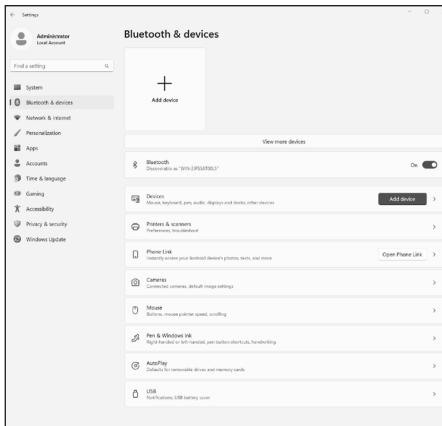 Settings
Administrator
Local Account
Find a setting
System
Bluetooth & devices
Network & internet
Personalization
Apps
Accounts
Time & language
Gaming
Accessibility
Privacy & security
Windows Update
Bluetooth & devices
Add device
View more devices
Bluetooth
Discoverable as
On
Devices
Mouse, keyboard, pen, audio, displays and docks, other devices
Add device
Printers & scanners
Preferences, troubleshoot
Phone Link
Instantly access your Android device's photos, texts, and more
Open Phone Link
Cameras
Connected cameras, default image settings
Mouse
Buttons, mouse pointer speed, scrolling
Pen & Windows Ink
Right-handed or left-handed, pen button shortcuts, handwriting
AutoPlay
Defaults for removable drives and memory cards
USB
Notifications, USB battery saver